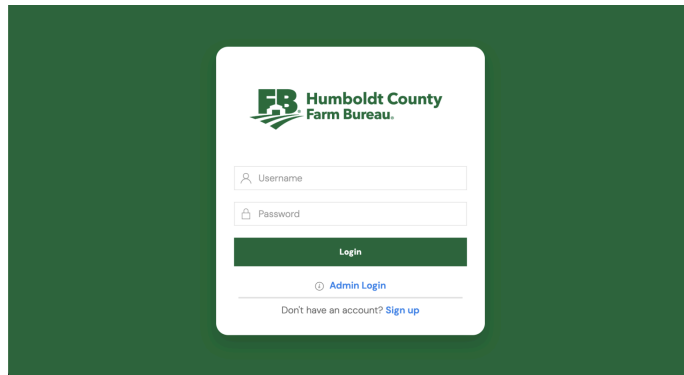 FB Humboldt County
Farm Bureau®
Username
Password
Login
Admin Login
Don't have an account? Sign up